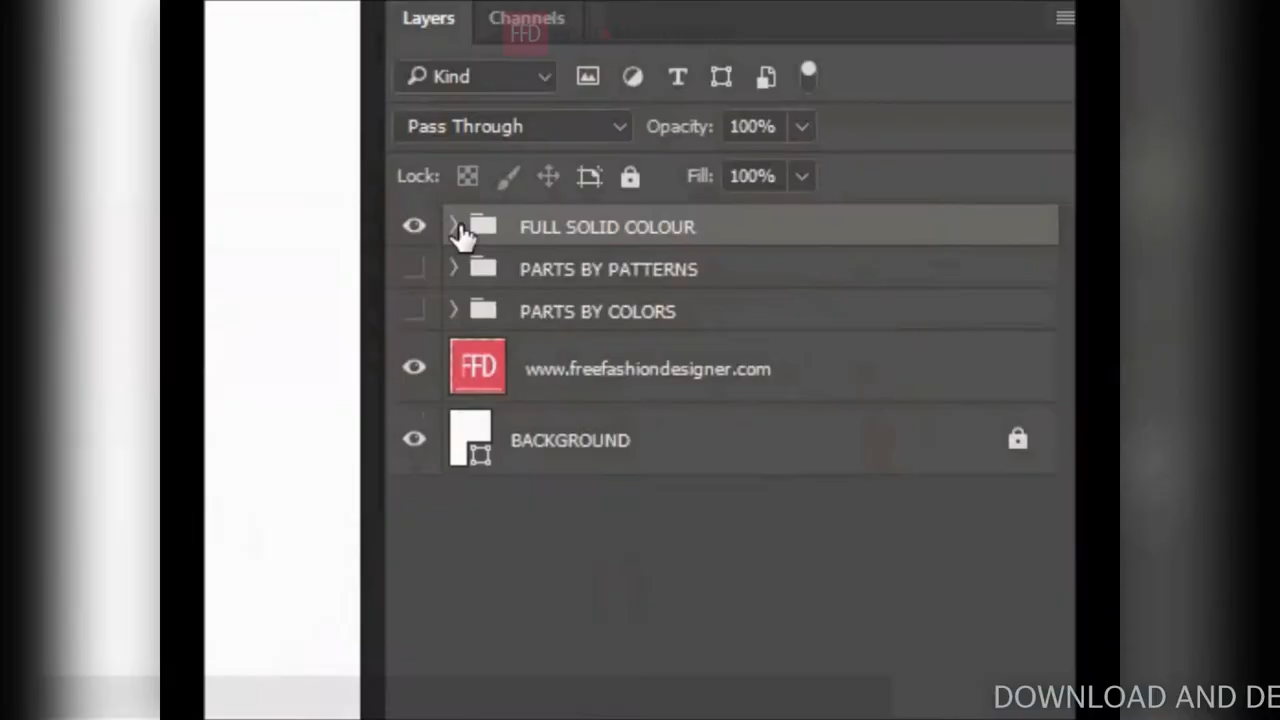 Layers Channels
FFD
Kind
Pass Through Opacity: 100%
Lock: Fill: 100%
FULL SOLID COLOUR
PARTS BY PATTERNS
PARTS BY COLORS
FFD www.freefashiondesigner.com
BACKGROUND
DOWNLOAD AND DE